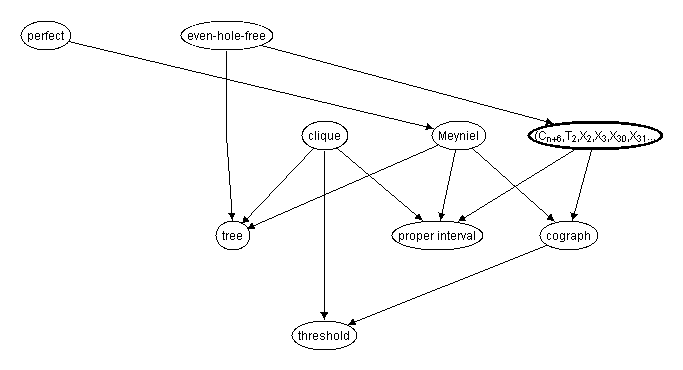 perfect
even-hole-free
clique
Meyniel
(C_{n+6},T_2,X_2,X_3,X_{30},X_{31}...
tree
proper interval
cograph
threshold